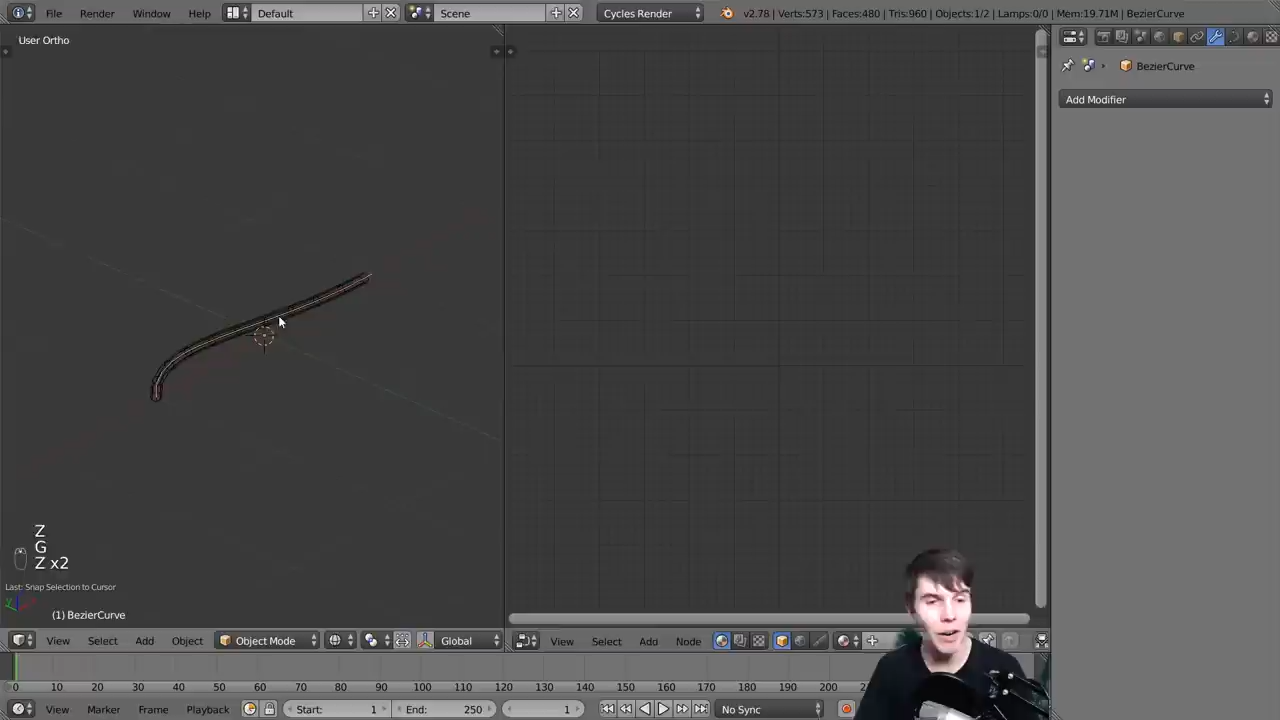 File Render Window Help Default Scene Cycles Render v2.78 | Verts:573 | Faces:480 | Tris:960 | Objects:1/2 | Lamps:0/0 | Mem:19.71M | BezierCurve
User Ortho
BezierCurve
Add Modifier
Z
G
Z x2
Last: Snap Selection to Cursor
(1) BezierCurve
View Select Add Object Object Mode Global View Select Add Node
0 10 20 30 40 50 60 70 80 90 100 110 120 130 140 150 160 170 180 190 200
View Marker Frame Playback Start: 1 End: 250 1 No Sync